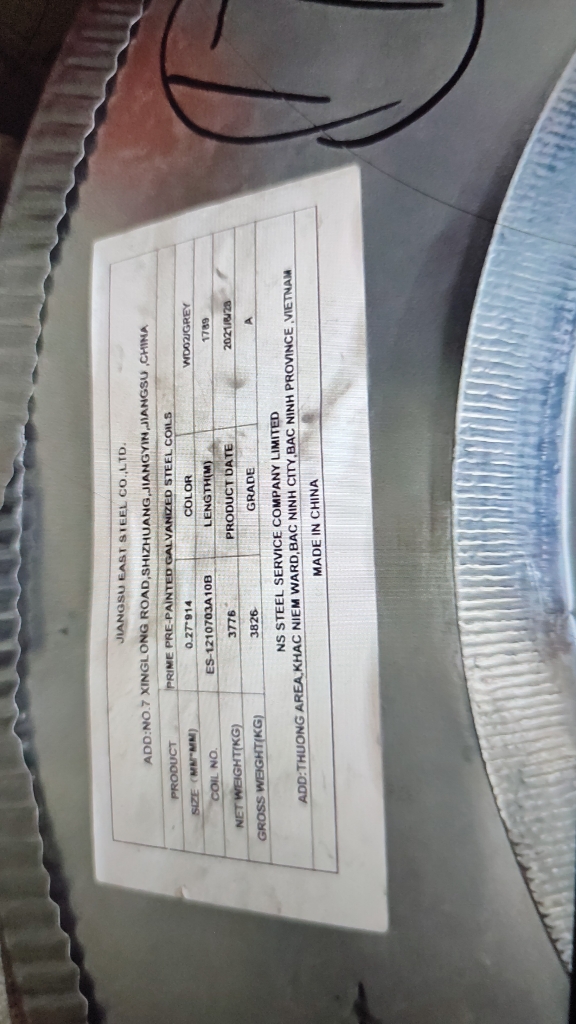 JIANGSU EAST STEEL CO.,LTD.
ADD:NO.7 XINGLONG ROAD,SHIZHUANG,JIANGYIN,JIANGSU ,CHINA
PRODUCT PRIME PRE-PAINTED GALVANIZED STEEL COILS
SIZE (MM*MM) 0.27*914 COLOR WD02/GREY
COIL NO. ES-1210703A10B LENGTH(M) 1789
NET WEIGHT(KG) 3776 PRODUCT DATE 2021/8/28
GROSS WEIGHT(KG) 3826 GRADE A
NS STEEL SERVICE COMPANY LIMITED
ADD:THUONG AREA,KHAC NIEM WARD,BAC NINH CITY,BAC NINH PROVINCE ,VIETNAM
MADE IN CHINA